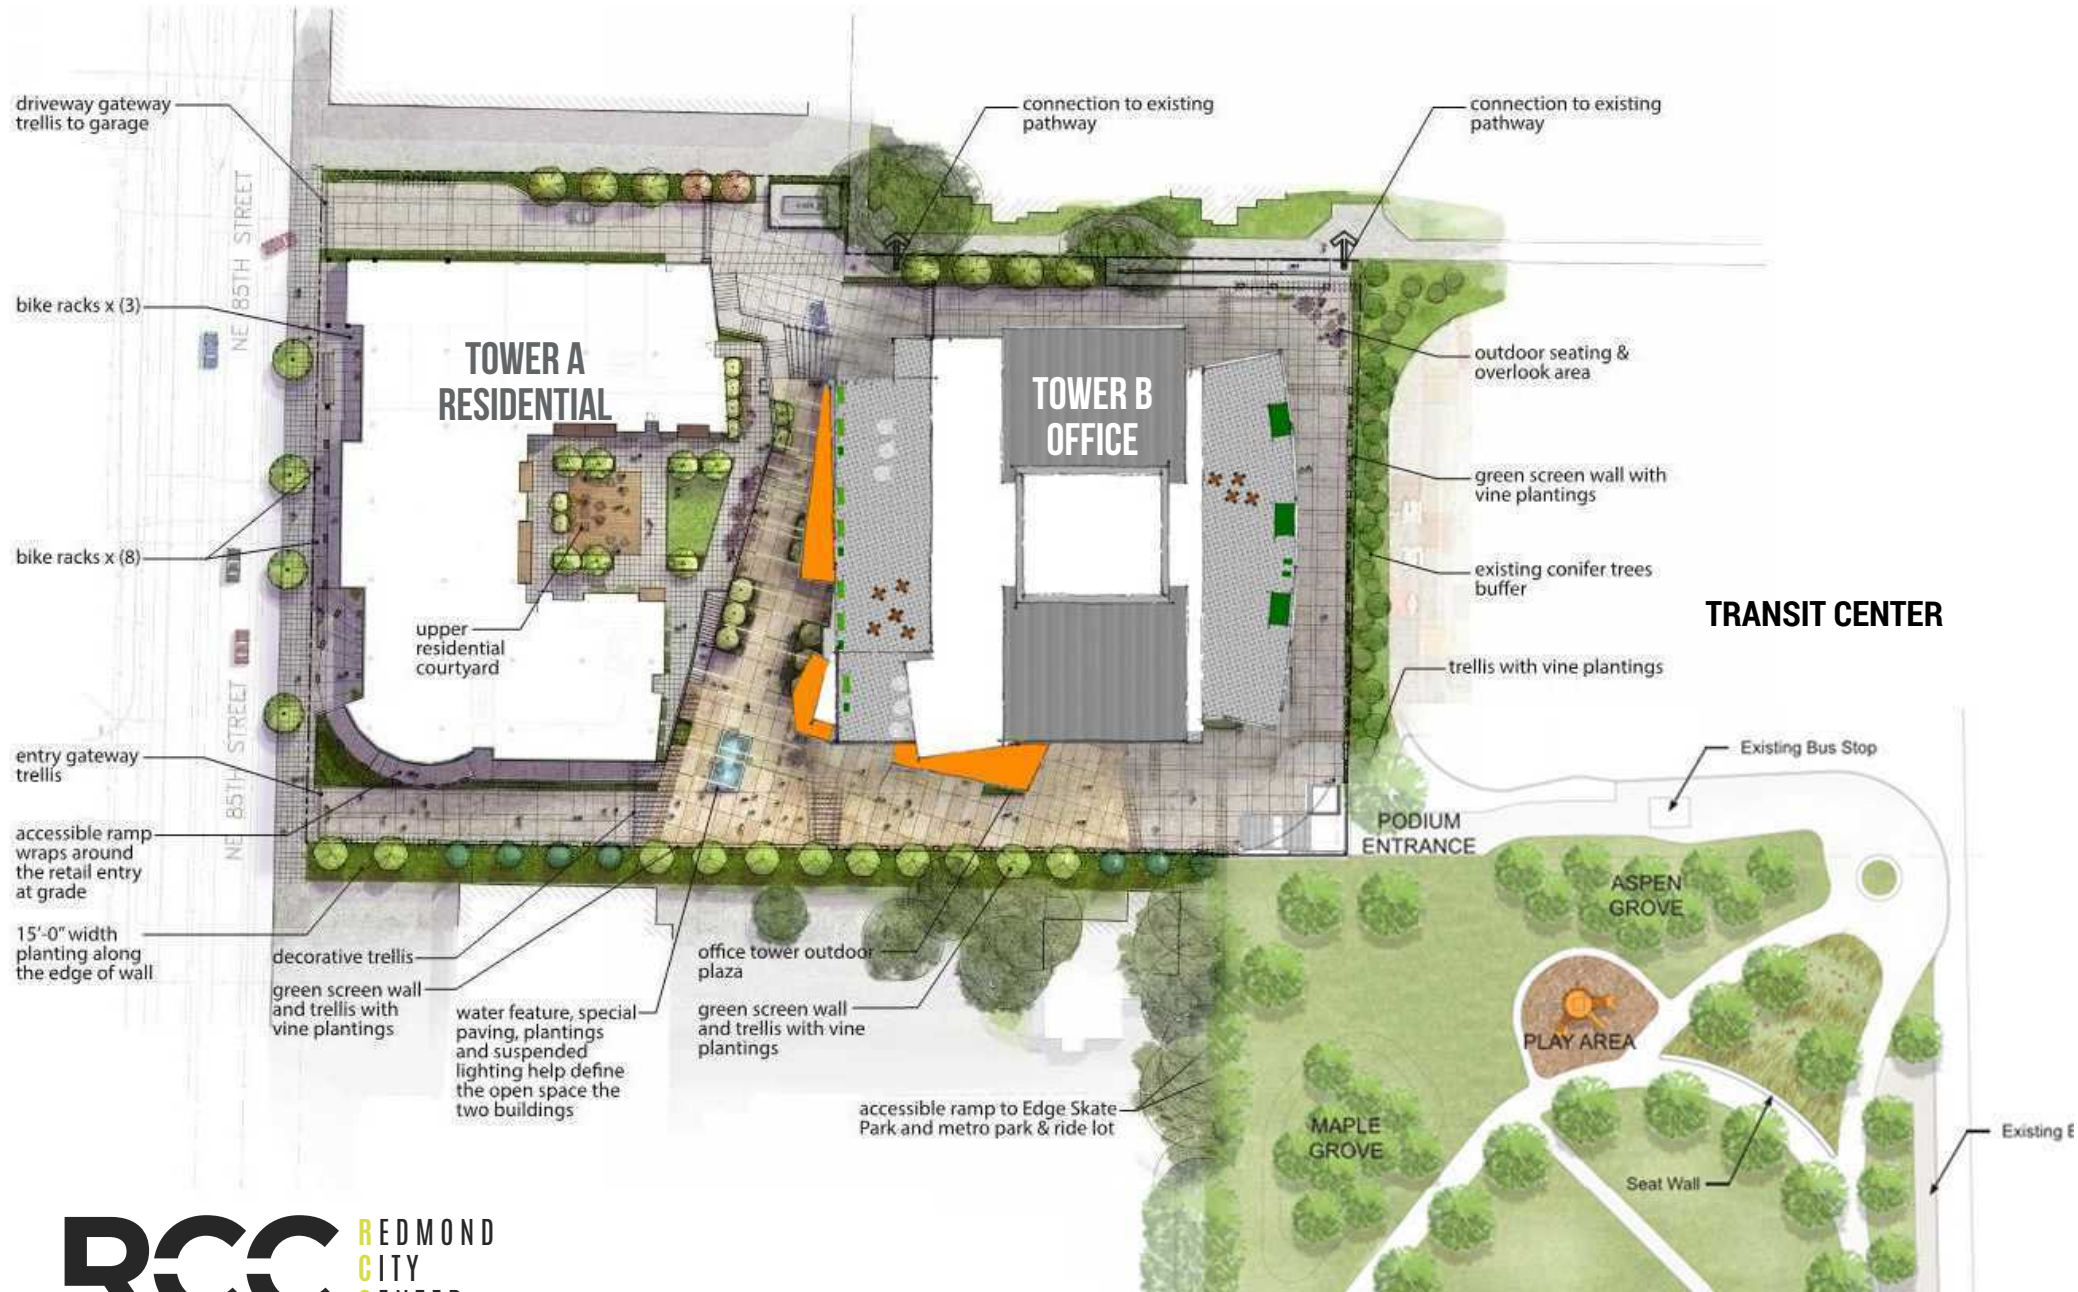 driveway gateway
trellis to garage
connection to existing
pathway
connection to existing
pathway
NE 85TH STREET
bike racks x (3)
TOWER A
RESIDENTIAL
TOWER B
OFFICE
outdoor seating &
overlook area
green screen wall with
vine plantings
bike racks x (8)
existing conifer trees
buffer
TRANSIT CENTER
upper
residential
courtyard
trellis with vine plantings
NE 85TH STREET
entry gateway
trellis
Existing Bus Stop
accessible ramp
wraps around
the retail entry
at grade
PODIUM
ENTRANCE
ASPEN
GROVE
15'-0" width
planting along
the edge of wall
decorative trellis
office tower outdoor
plaza
green screen wall
and trellis with
vine plantings
water feature, special
paving, plantings
and suspended
lighting help define
the open space the
two buildings
green screen wall
and trellis with vine
plantings
PLAY AREA
accessible ramp to Edge Skate
Park and metro park & ride lot
MAPLE
GROVE
Existing
Seat Wall
RCC
REDMOND
CITY
CENTER